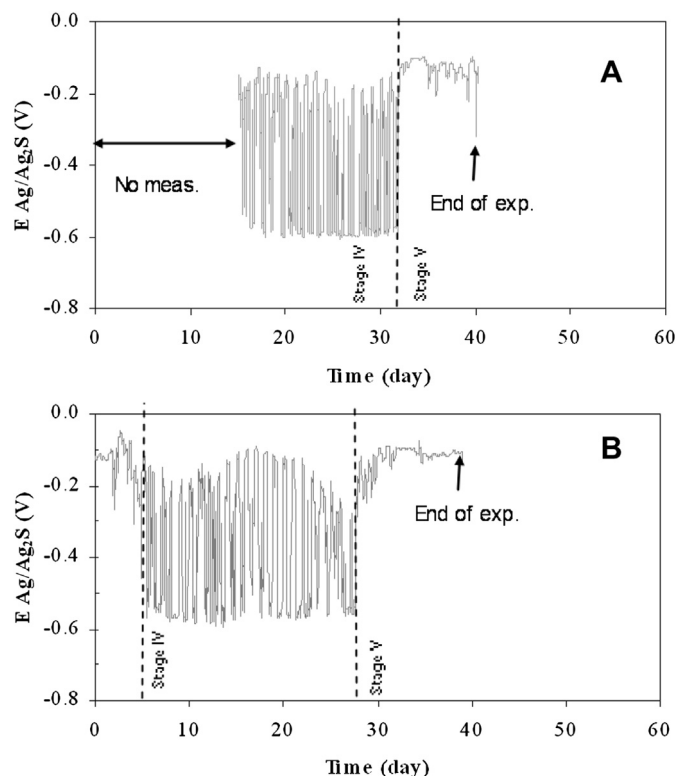 0.0
A
-0.2
No meas.
E Ag/Ag₂S (V)
-0.4
End of exp.
-0.6
Stage IV
Stage V
-0.8
0 10 20 30 40 50 60
Time (day)
0.0
B
-0.2
E Ag/Ag₂S (V)
End of exp.
-0.4
-0.6
Stage IV
Stage V
-0.8
0 10 20 30 40 50 60
Time (day)